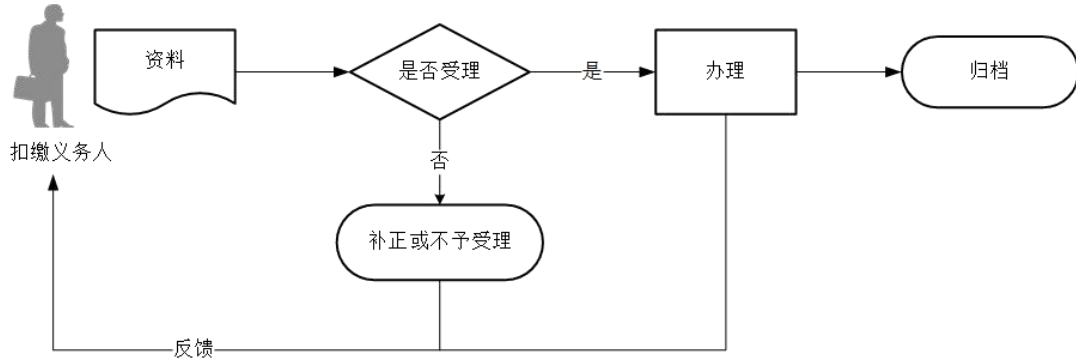 资料
是否受理
是
办理
归档
扣缴义务人
否
补正或不予受理
反馈